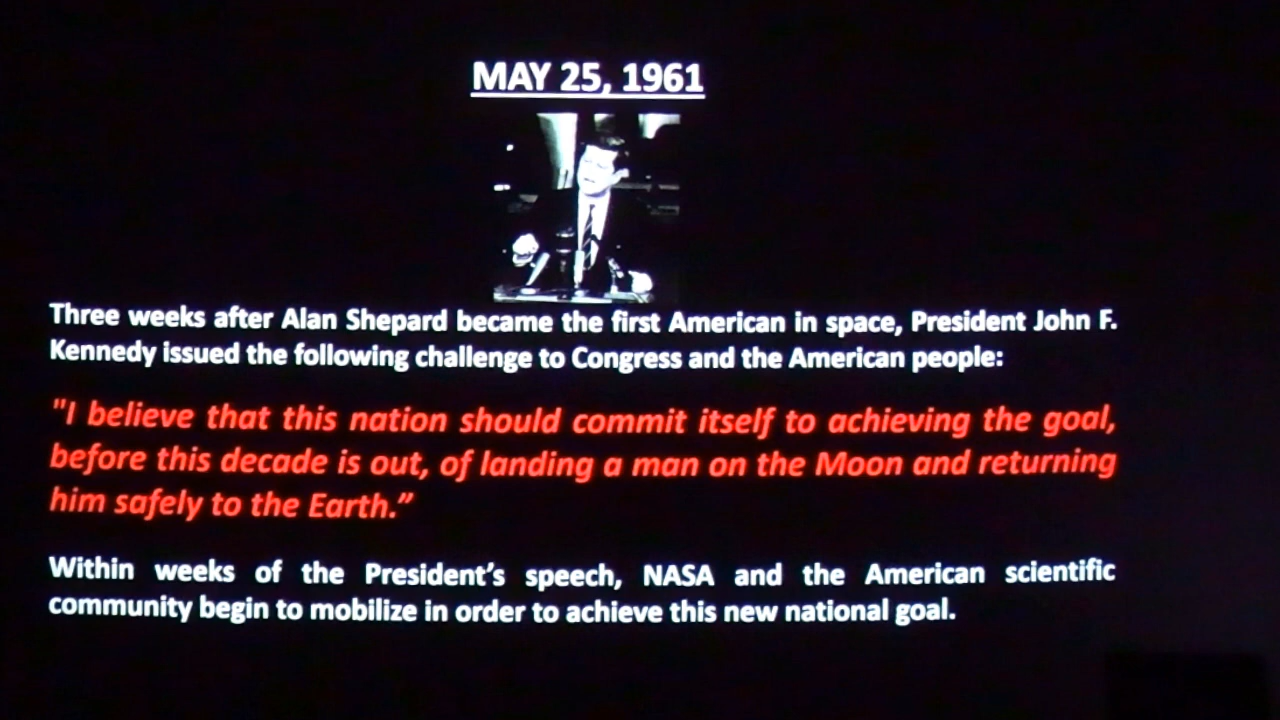 MAY 25, 1961
Three weeks after Alan Shepard became the first American in space, President John F.
Kennedy issued the following challenge to Congress and the American people:
"I believe that this nation should commit itself to achieving the goal,
before this decade is out, of landing a man on the Moon and returning
him safely to the Earth.”
Within weeks of the President’s speech, NASA and the American scientific
community begin to mobilize in order to achieve this new national goal.